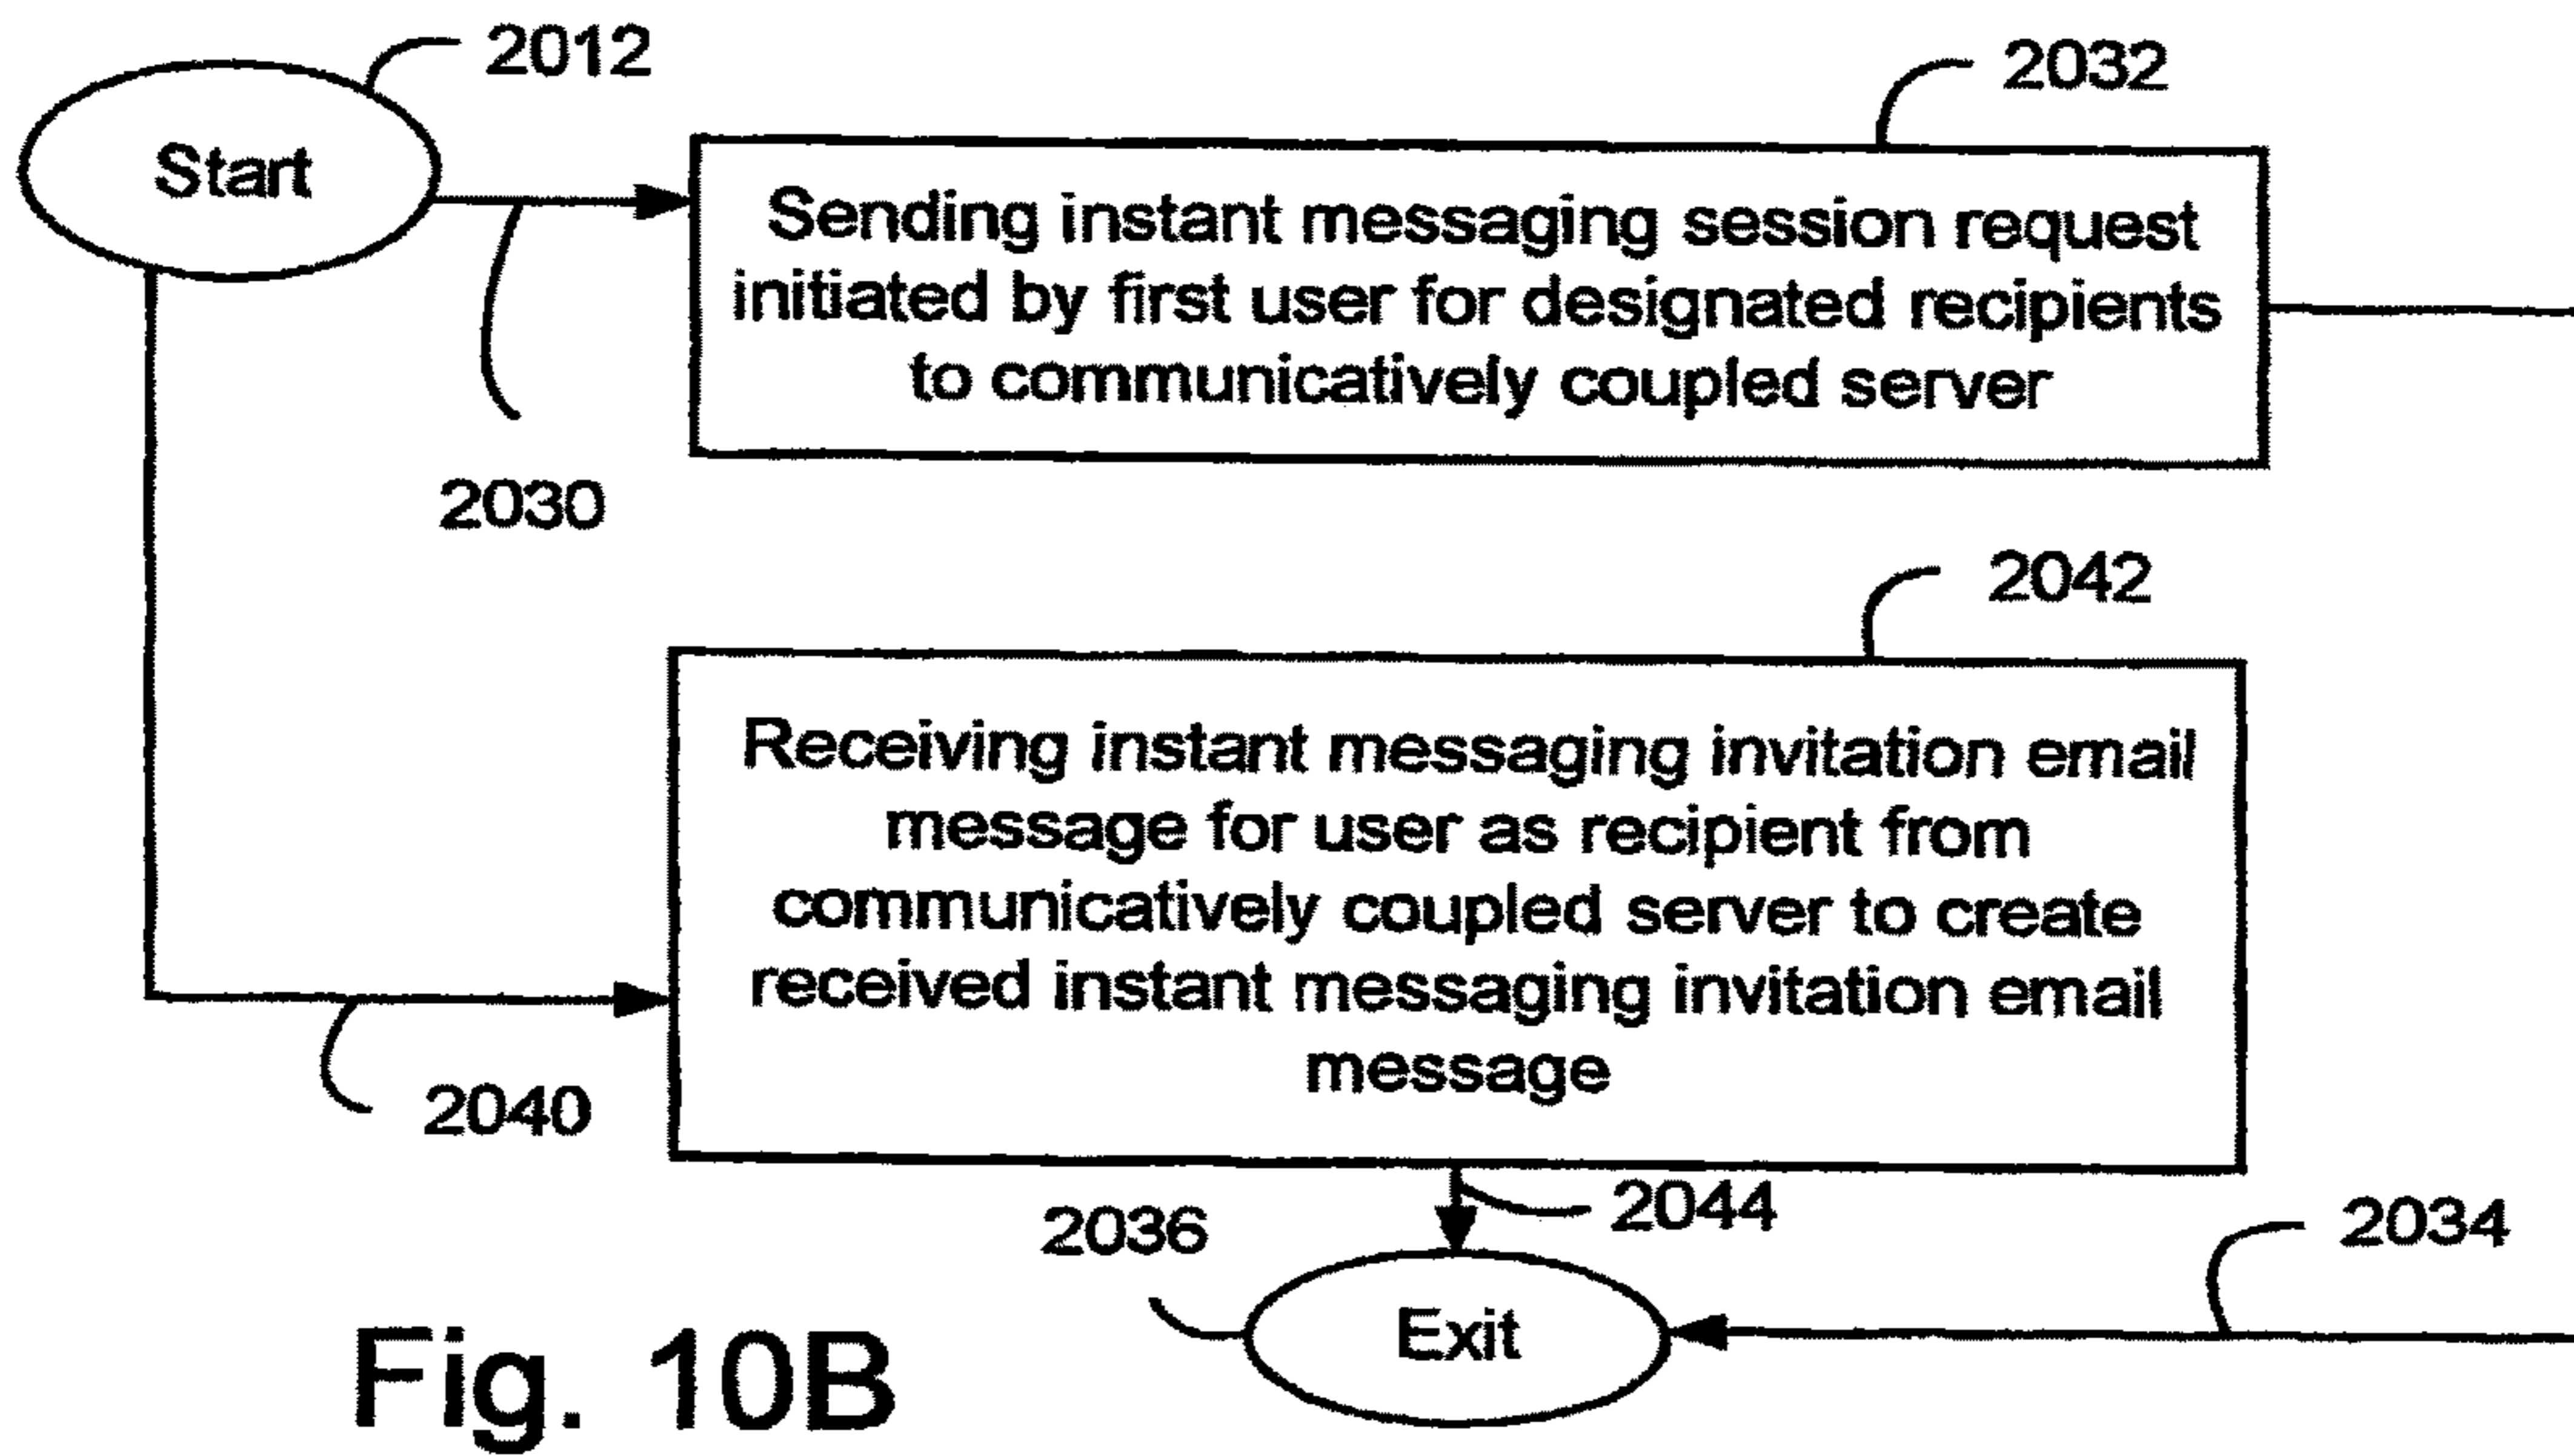 2012
Start
2030
2032
Sending instant messaging session request
initiated by first user for designated recipients
to communicatively coupled server
2042
Receiving instant messaging invitation email
message for user as recipient from
communicatively coupled server to create
received instant messaging invitation email
message
2040
2044
2036
Exit
2034
Fig. 10B